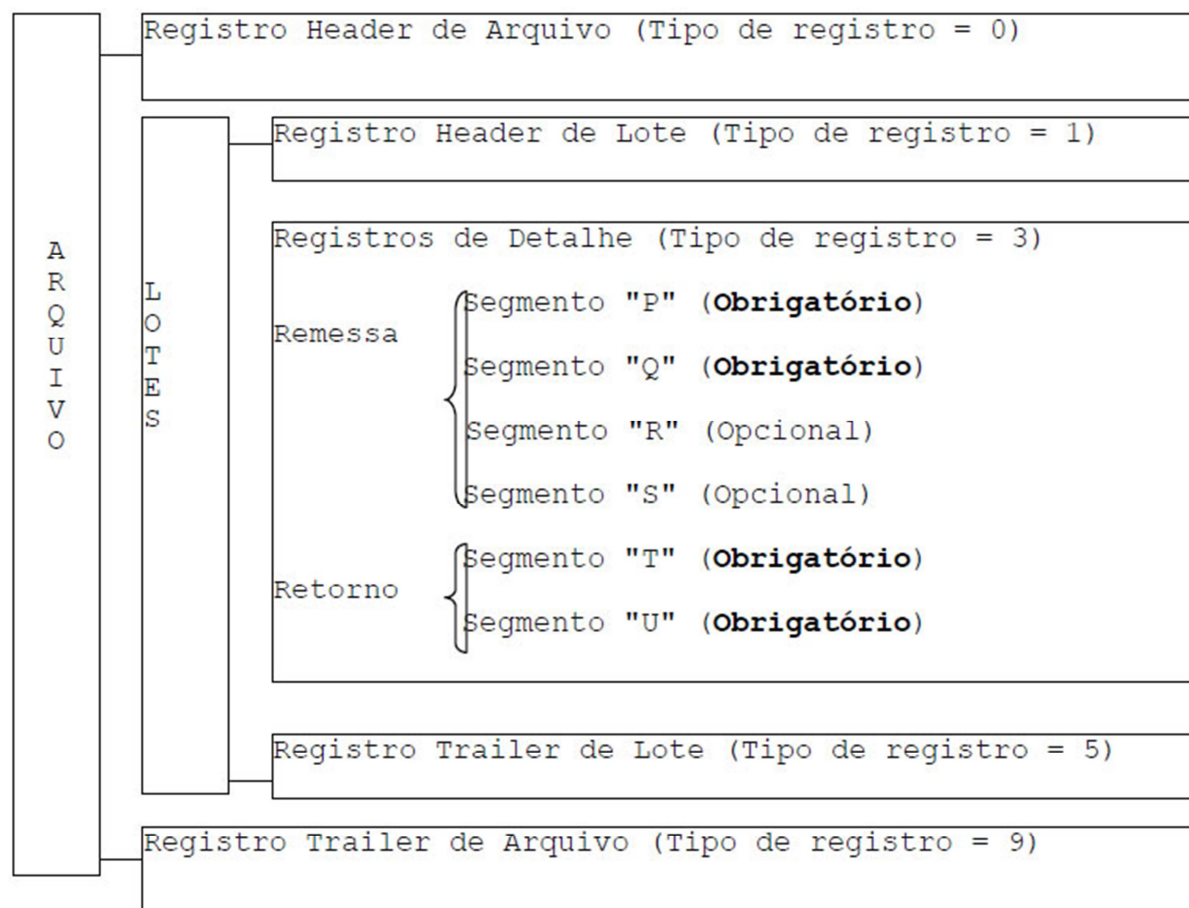 Registro Header de Arquivo (Tipo de registro = 0)
ARQUIVO
LOTES
Registro Header de Lote (Tipo de registro = 1)
Registros de Detalhe (Tipo de registro = 3)
Remessa
Segmento "P" (Obrigatório)
Segmento "Q" (Obrigatório)
Segmento "R" (Opcional)
Segmento "S" (Opcional)
Retorno
Segmento "T" (Obrigatório)
Segmento "U" (Obrigatório)
Registro Trailer de Lote (Tipo de registro = 5)
Registro Trailer de Arquivo (Tipo de registro = 9)